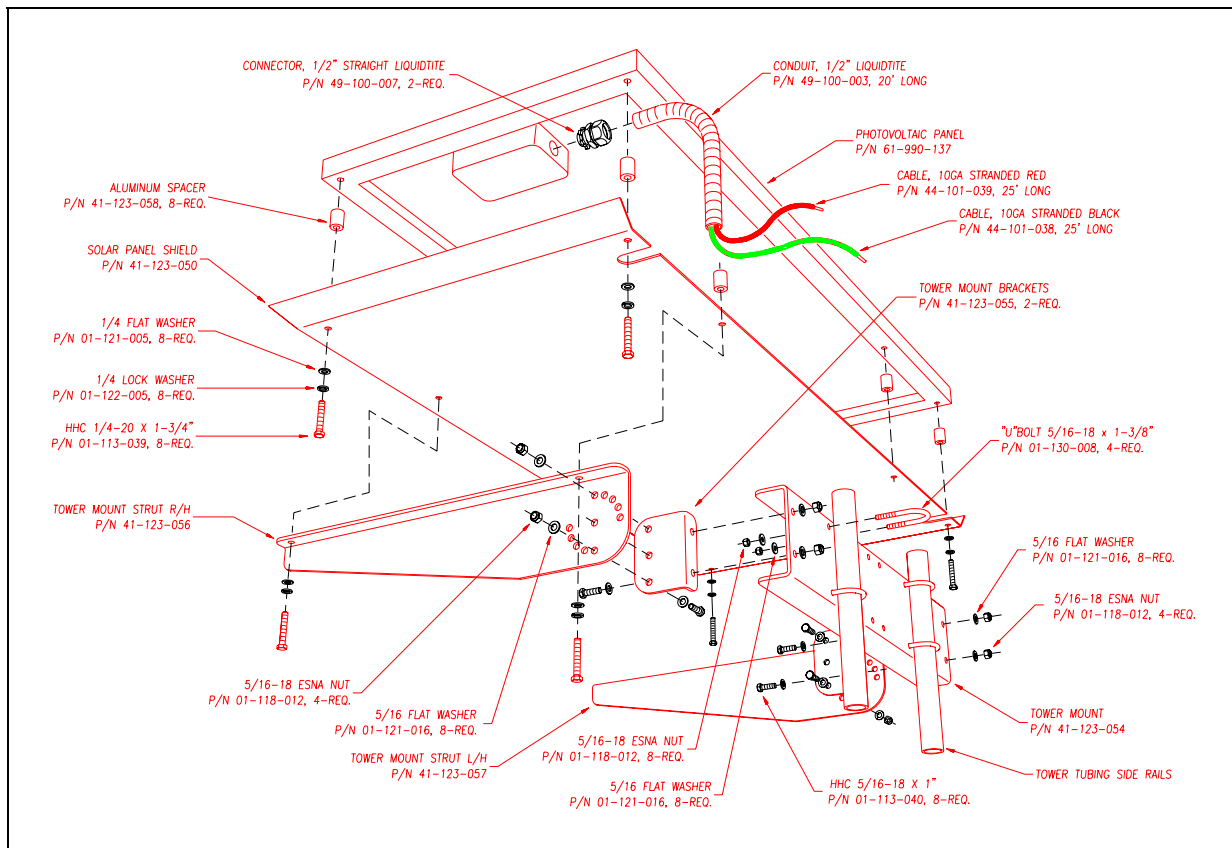 CONNECTOR, 1/2" STRAIGHT LIQUIDTITE
P/N 49-100-007, 2-REQ.
CONDUIT, 1/2" LIQUIDTITE
P/N 49-100-003, 20' LONG
PHOTOVOLTAIC PANEL
P/N 61-990-137
CABLE, 10GA STRANDED RED
P/N 44-101-039, 25' LONG
CABLE, 10GA STRANDED BLACK
P/N 44-101-038, 25' LONG
ALUMINUM SPACER
P/N 41-123-058, 8-REQ.
SOLAR PANEL SHIELD
P/N 41-123-050
TOWER MOUNT BRACKETS
P/N 41-123-055, 2-REQ.
1/4 FLAT WASHER
P/N 01-121-005, 8-REQ.
1/4 LOCK WASHER
P/N 01-122-005, 8-REQ.
HHC 1/4-20 X 1-3/4"
P/N 01-113-039, 8-REQ.
"U"BOLT 5/16-18 x 1-3/8"
P/N 01-130-008, 4-REQ.
TOWER MOUNT STRUT R/H
P/N 41-123-056
5/16 FLAT WASHER
P/N 01-121-016, 8-REQ.
5/16-18 ESNA NUT
P/N 01-118-012, 4-REQ.
5/16-18 ESNA NUT
P/N 01-118-012, 4-REQ.
5/16 FLAT WASHER
P/N 01-121-016, 8-REQ.
TOWER MOUNT STRUT L/H
P/N 41-123-057
5/16-18 ESNA NUT
P/N 01-118-012, 8-REQ.
5/16 FLAT WASHER
P/N 01-121-016, 8-REQ.
HHC 5/16-18 X 1"
P/N 01-113-040, 8-REQ.
TOWER MOUNT
P/N 41-123-054
TOWER TUBING SIDE RAILS